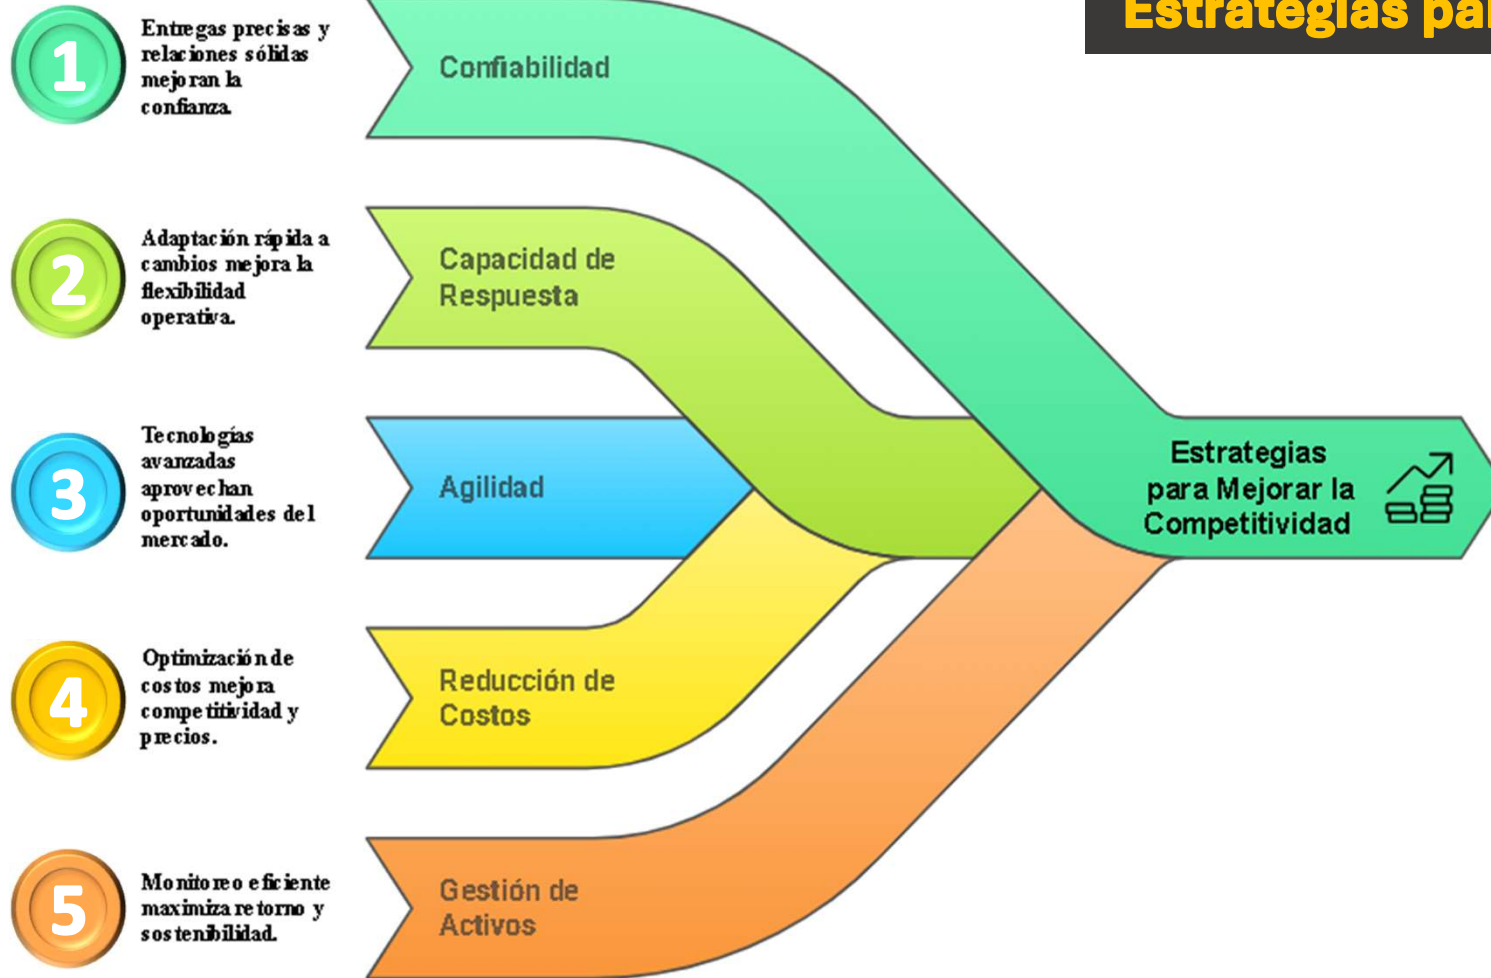 Estrategias par
1
Entregas precisas y
relaciones sólidas
mejoran la
confianza.
Confiabilidad
2
Adaptación rápida a
cambios mejora la
flexibilidad
operativa.
Capacidad de
Respuesta
3
Tecnologías
avanzadas
aprovechan
oportunidades del
mercado.
Agilidad
4
Optimización de
costos mejora
competitividad y
precios.
Reducción de
Costos
5
Monitoreo eficiente
maximiza retorno y
sostenibilidad.
Gestión de
Activos
Estrategias
para Mejorar la
Competitividad